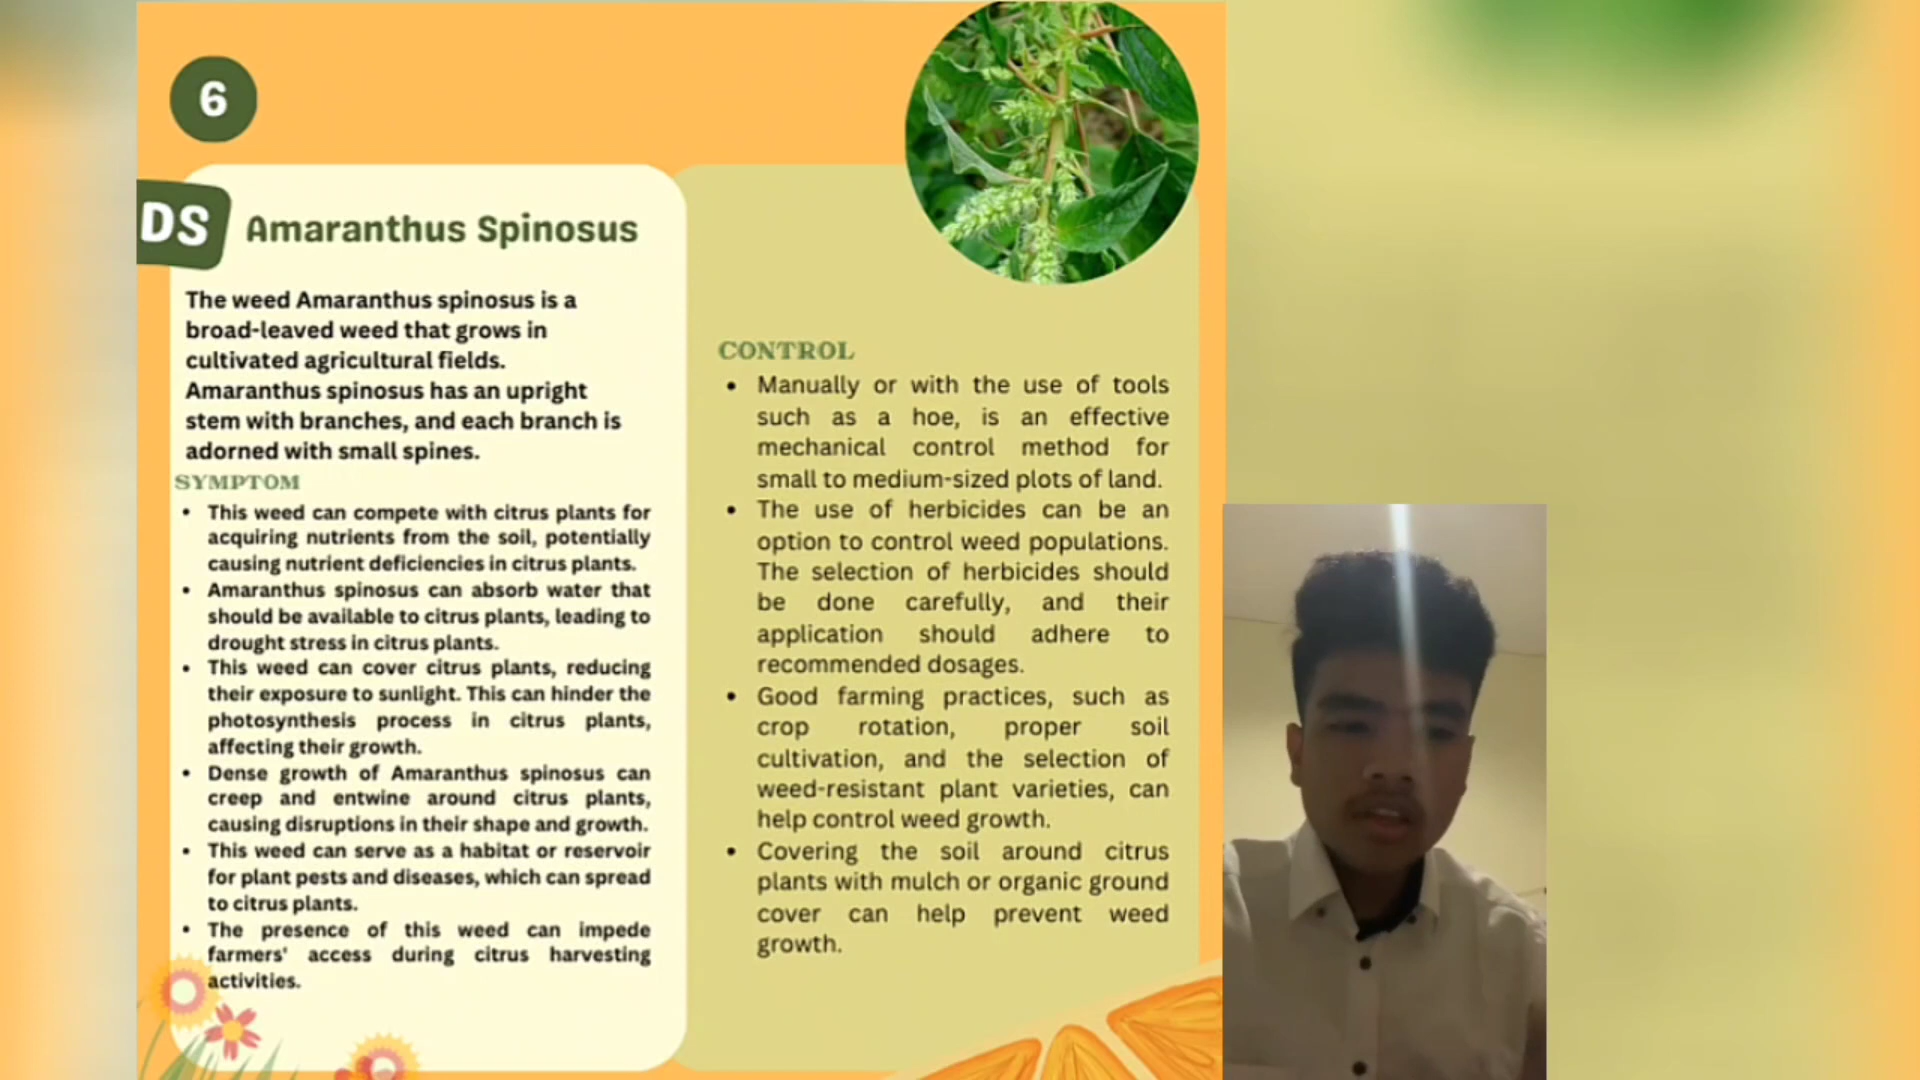 6
DS
Amaranthus Spinosus
The weed Amaranthus spinosus is a
broad-leaved weed that grows in
cultivated agricultural fields.
Amaranthus spinosus has an upright
stem with branches, and each branch is
adorned with small spines.
SYMPTOM
• This weed can compete with citrus plants for
acquiring nutrients from the soil, potentially
causing nutrient deficiencies in citrus plants.
• Amaranthus spinosus can absorb water that
should be available to citrus plants, leading to
drought stress in citrus plants.
• This weed can cover citrus plants, reducing
their exposure to sunlight. This can hinder the
photosynthesis process in citrus plants,
affecting their growth.
• Dense growth of Amaranthus spinosus can
creep and entwine around citrus plants,
causing disruptions in their shape and growth.
• This weed can serve as a habitat or reservoir
for plant pests and diseases, which can spread
to citrus plants.
• The presence of this weed can impede
farmers' access during citrus harvesting
activities.
CONTROL
• Manually or with the use of tools
such as a hoe, is an effective
mechanical control method for
small to medium-sized plots of land.
• The use of herbicides can be an
option to control weed populations.
The selection of herbicides should
be done carefully, and their
application should adhere to
recommended dosages.
• Good farming practices, such as
crop rotation, proper soil
cultivation, and the selection of
weed-resistant plant varieties, can
help control weed growth.
• Covering the soil around citrus
plants with mulch or organic ground
cover can help prevent weed
growth.